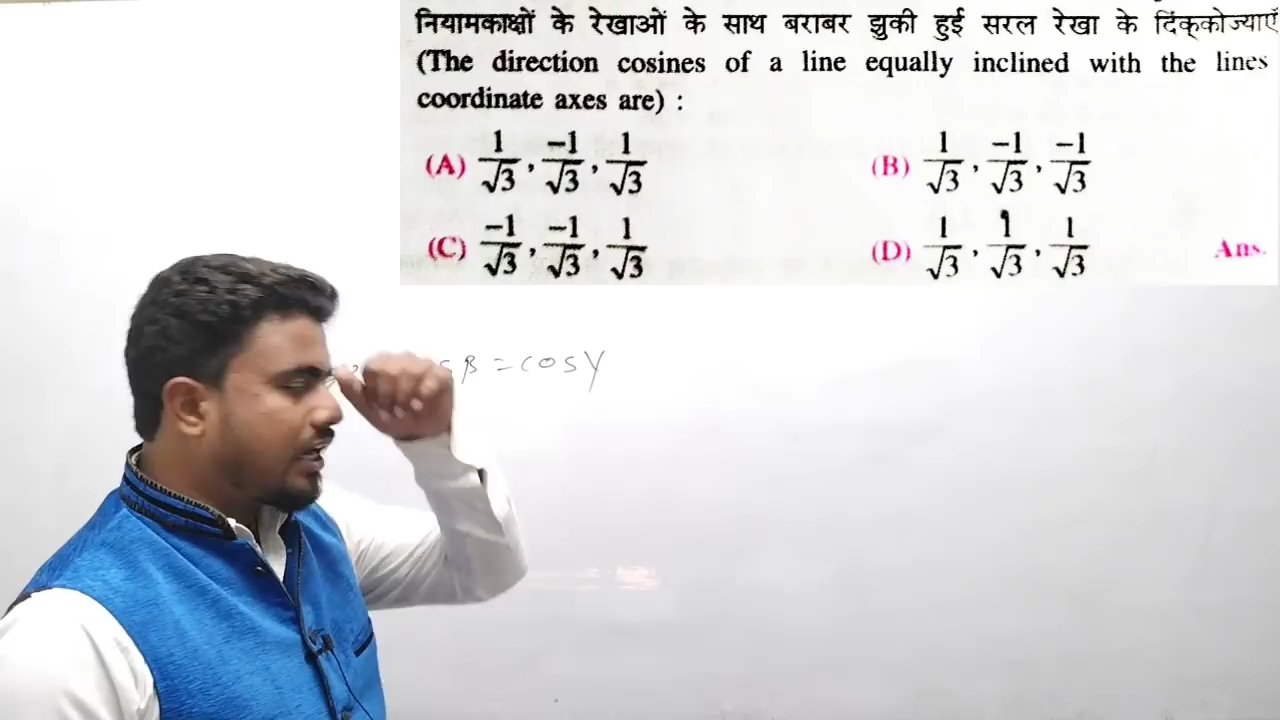 नियामकाक्षों के रेखाओं के साथ बराबर झुकी हुई सरल रेखा के दिक्कोज्याएँ
(The direction cosines of a line equally inclined with the lines
coordinate axes are) :
(A) 1/√3, -1/√3, 1/√3 (B) 1/√3, -1/√3, -1/√3
(C) -1/√3, -1/√3, 1/√3 (D) 1/√3, 1/√3, 1/√3 Ans.
β = cosγ